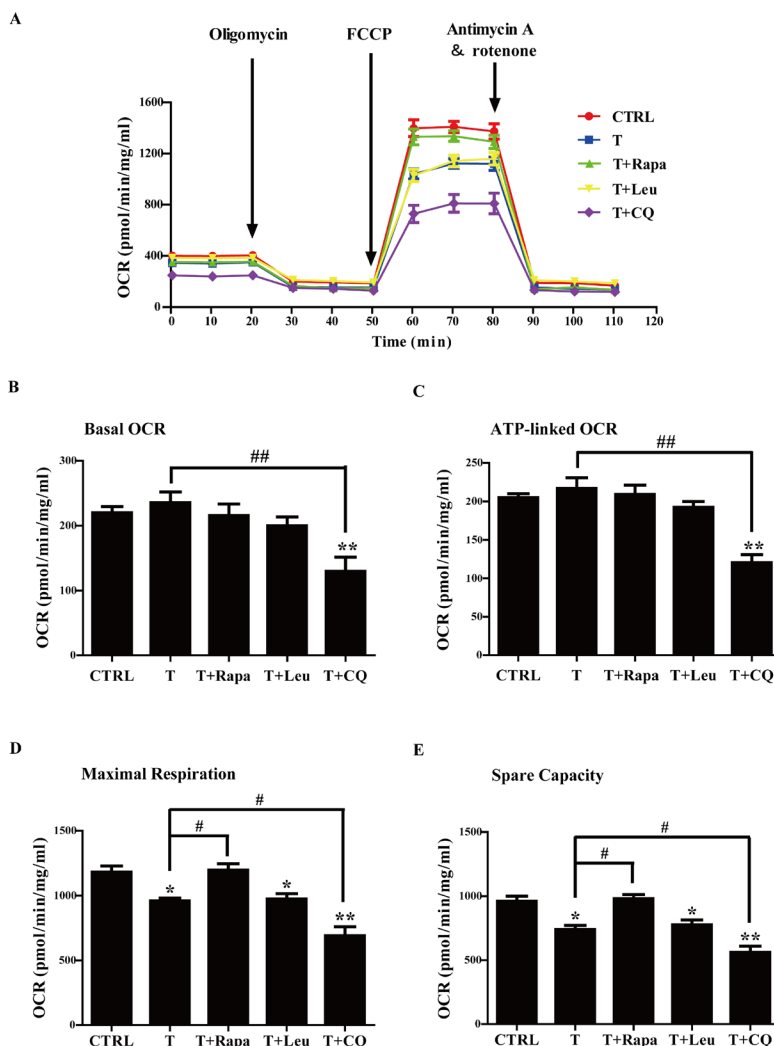 A
Oligomycin
FCCP
Antimycin A
& rotenone
1600
1200
800
400
0
OCR (pmol/min/mg/ml)
0 10 20 30 40 50 60 70 80 90 100 110 120
Time (min)
CTRL
T
T+Rapa
T+Leu
T+CQ
B
Basal OCR
##
300
200
100
0
OCR (pmol/min/mg/ml)
**
CTRL T T+Rapa T+Leu T+CQ
C
ATP-linked OCR
##
250
200
150
100
50
0
OCR (pmol/min/mg/ml)
**
CTRL T T+Rapa T+Leu T+CQ
D
Maximal Respiration
#
#
1500
1000
500
0
OCR (pmol/min/mg/ml)
* * **
CTRL T T+Rapa T+Leu T+CQ
E
Spare Capacity
#
#
1500
1000
500
0
OCR (pmol/min/mg/ml)
* * **
CTRL T T+Rapa T+Leu T+CQ